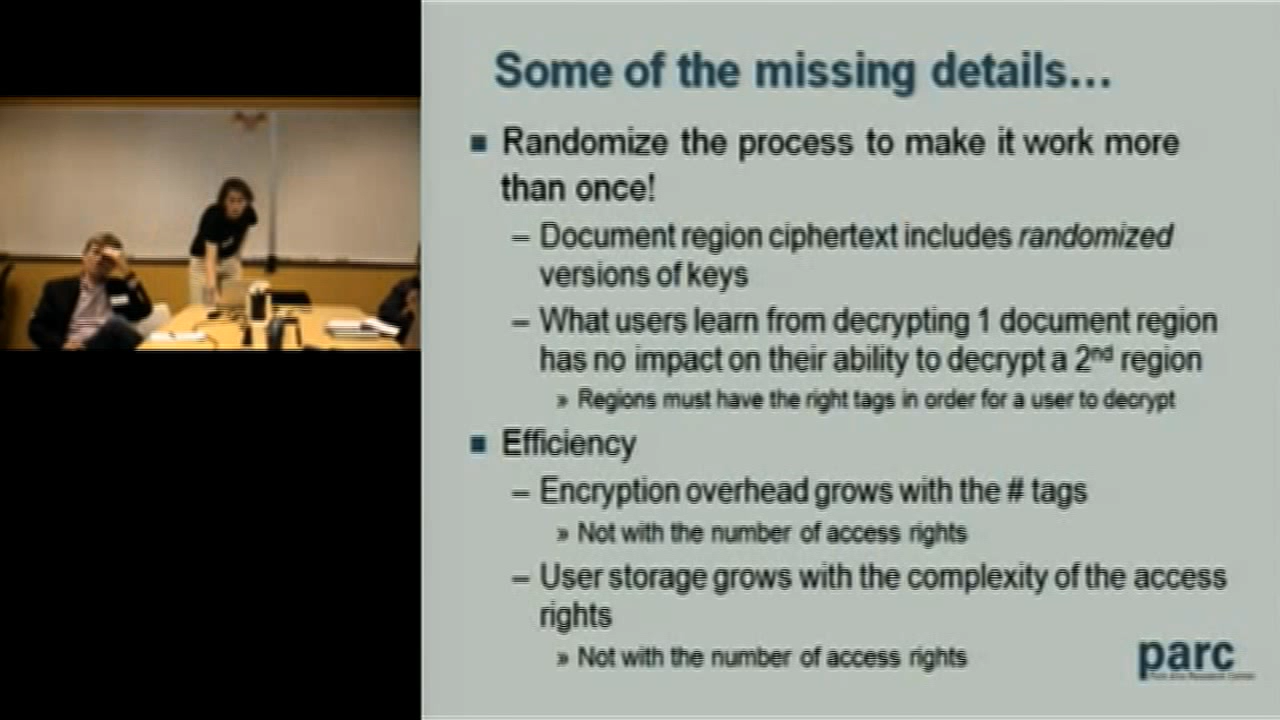 Some of the missing details...
■ Randomize the process to make it work more
than once!
– Document region ciphertext includes randomized
versions of keys
– What users learn from decrypting 1 document region
has no impact on their ability to decrypt a 2nd region
» Regions must have the right tags in order for a user to decrypt
■ Efficiency
– Encryption overhead grows with the # tags
» Not with the number of access rights
– User storage grows with the complexity of the access
rights
» Not with the number of access rights
parc